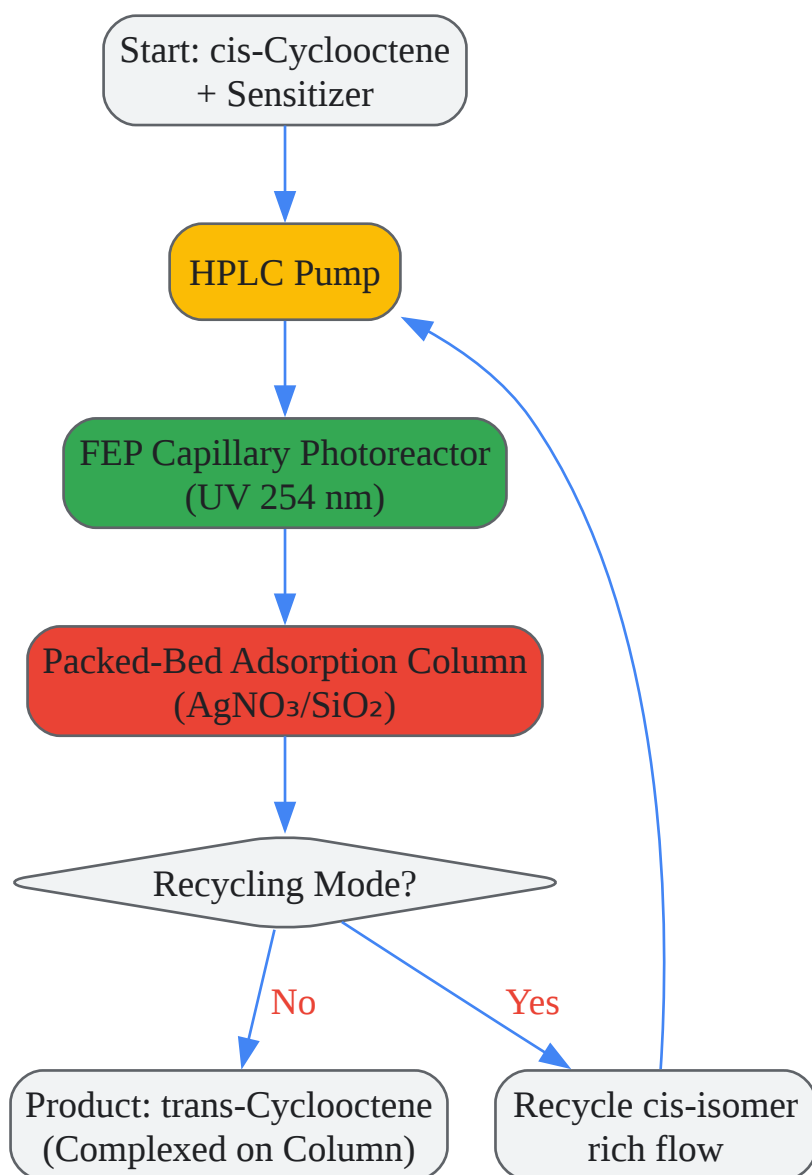 Start: cis-Cyclooctene
+ Sensitizer
HPLC Pump
FEP Capillary Photoreactor
(UV 254 nm)
Packed-Bed Adsorption Column
(AgNO₃/SiO₂)
Recycling Mode?
No
Yes
Product: trans-Cyclooctene
(Complexed on Column)
Recycle cis-isomer
rich flow